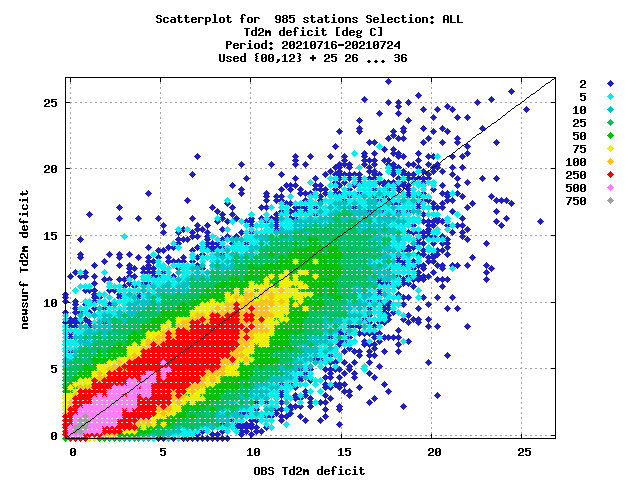 Scatterplot for  985 stations Selection: ALL
Td2m deficit [deg C]
Period: 20210716-20210724
Used {00,12} + 25 26 ... 36
newsurf Td2m deficit
25
20
15
10
5
0
0 5 10 15 20 25
OBS Td2m deficit
2
5
10
25
50
75
100
250
500
750